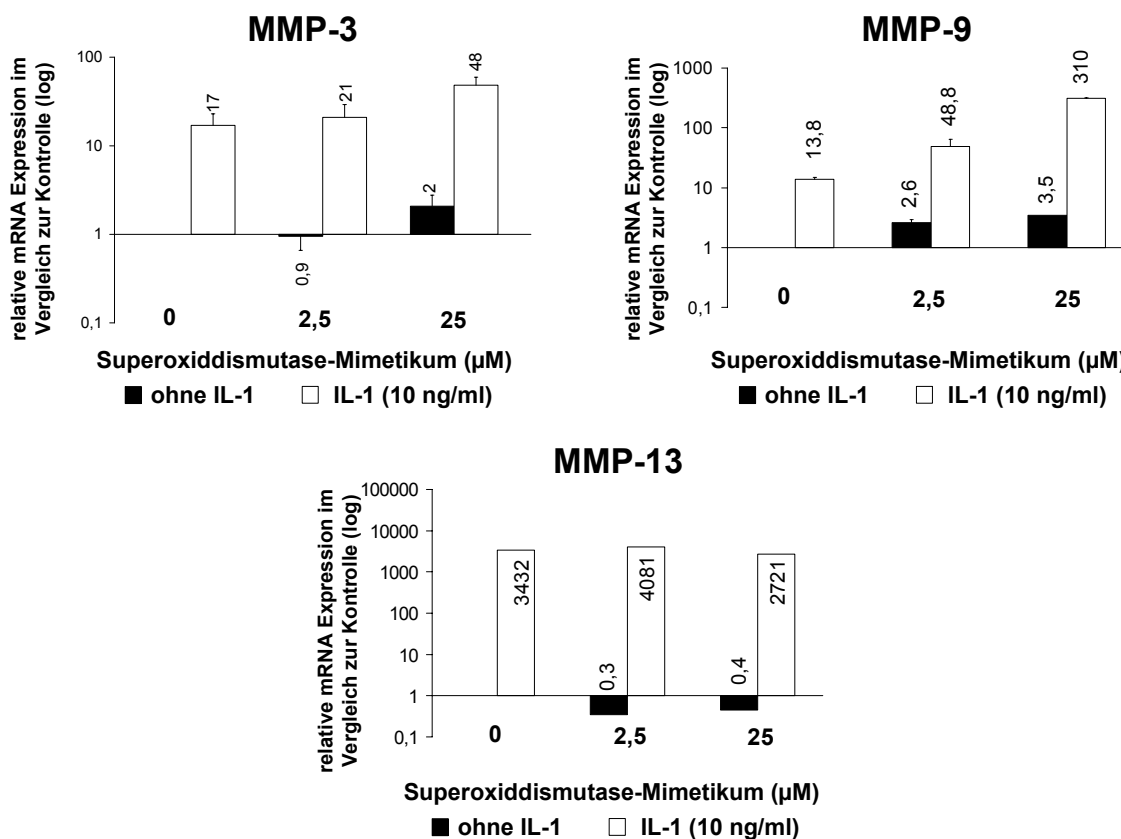 MMP-3
relative mRNA Expression im
Vergleich zur Kontrolle (log)
100
10
1
0,1
17
21
48
0,9
2
0
2,5
25
Superoxiddismutase-Mimetikum (µM)
ohne IL-1
IL-1 (10 ng/ml)
MMP-9
relative mRNA Expression im
Vergleich zur Kontrolle (log)
1000
100
10
1
0,1
13,8
2,6
48,8
3,5
310
0
2,5
25
Superoxiddismutase-Mimetikum (µM)
ohne IL-1
IL-1 (10 ng/ml)
MMP-13
relative mRNA Expression im
Vergleich zur Kontrolle (log)
100000
10000
1000
100
10
1
0,1
3432
0,3
4081
0,4
2721
0
2,5
25
Superoxiddismutase-Mimetikum (µM)
ohne IL-1
IL-1 (10 ng/ml)